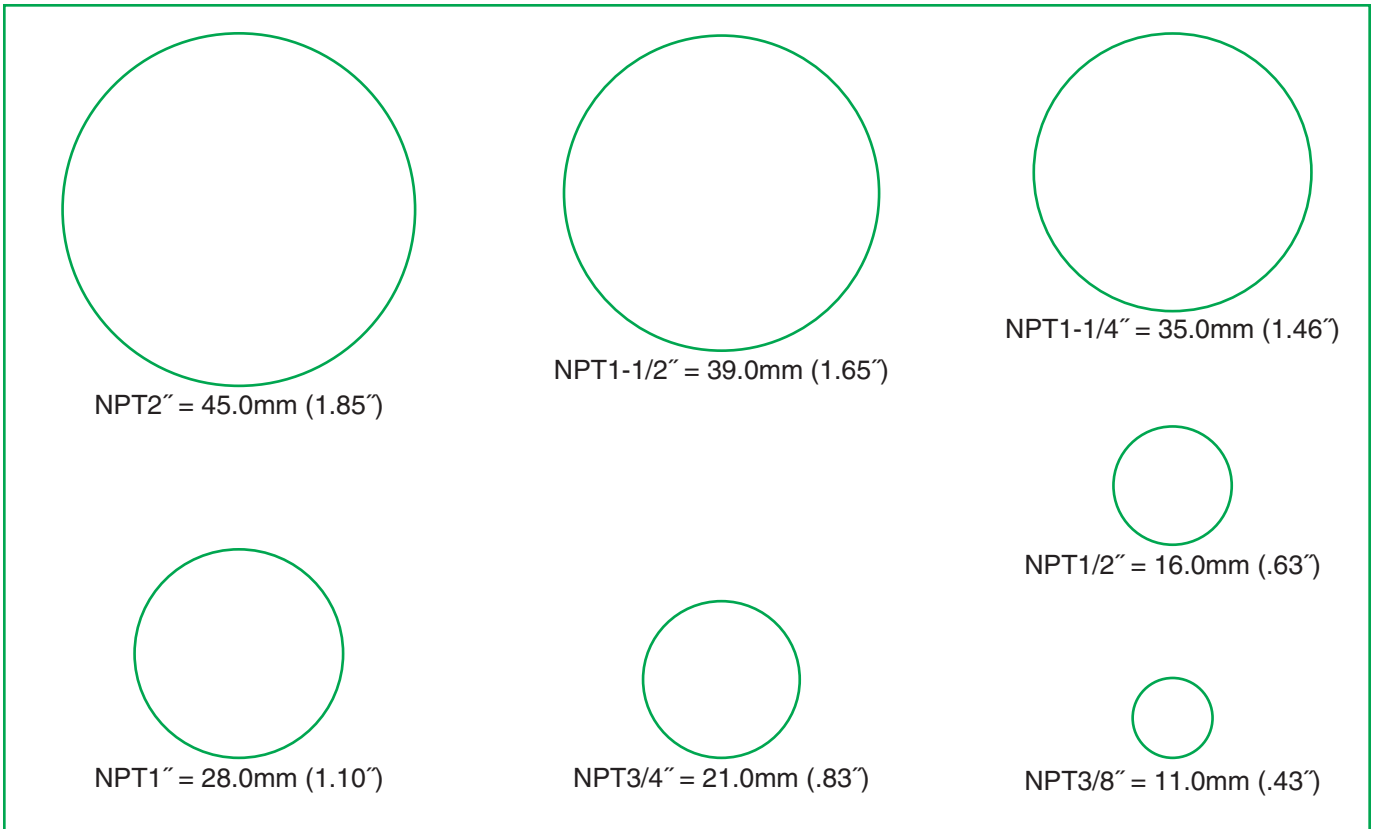 NPT2˝ = 45.0mm (1.85˝)
NPT1-1/2˝ = 39.0mm (1.65˝)
NPT1-1/4˝ = 35.0mm (1.46˝)
NPT1/2˝ = 16.0mm (.63˝)
NPT1˝ = 28.0mm (1.10˝)
NPT3/4˝ = 21.0mm (.83˝)
NPT3/8˝ = 11.0mm (.43˝)